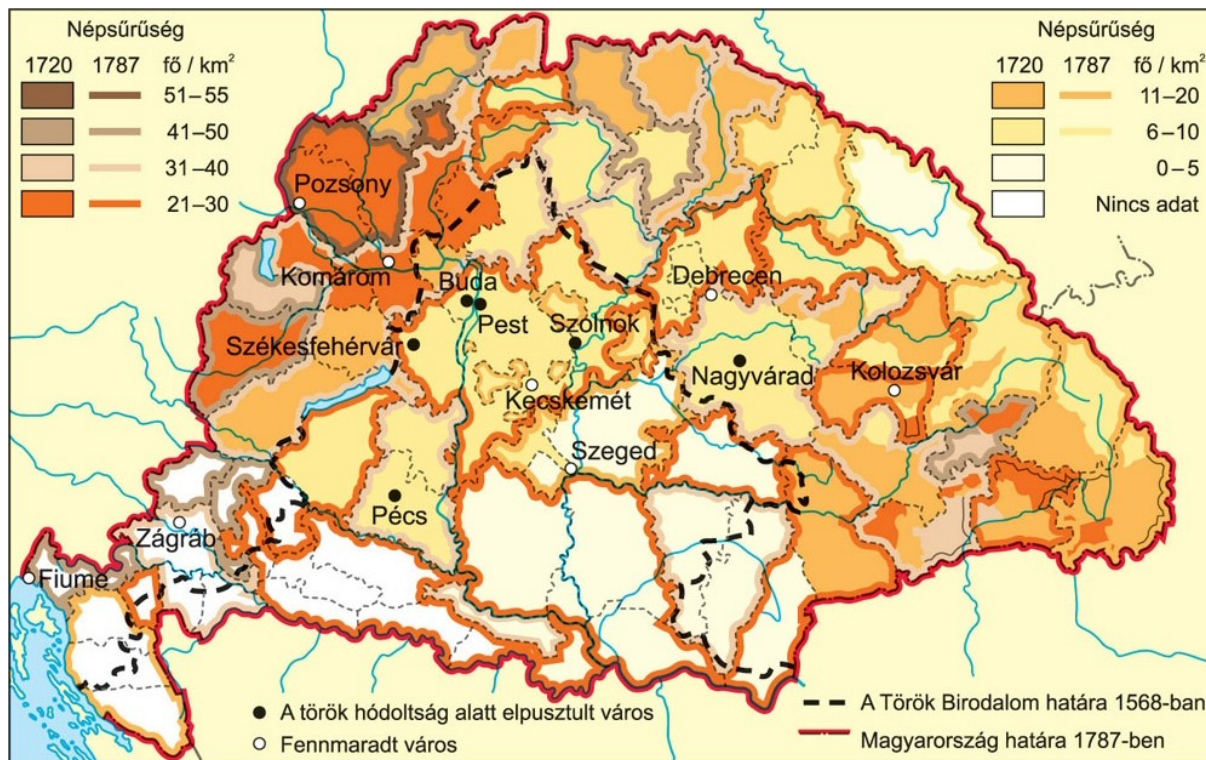 Népsűrűség
1720 1787 fő / km²
51–55
41–50
31–40
21–30
Népsűrűség
1720 1787 fő / km²
11–20
6–10
0–5
Nincs adat
Pozsony
Komárom
Buda
Pest
Debrecen
Szolnok
Székesfehérvár
Nagyvárad
Kolozsvár
Kecskemét
Szeged
Pécs
Zágráb
Fiume
A török hódoltság alatt elpusztult város
Fennmaradt város
A Török Birodalom határa 1568-ban
Magyarország határa 1787-ben